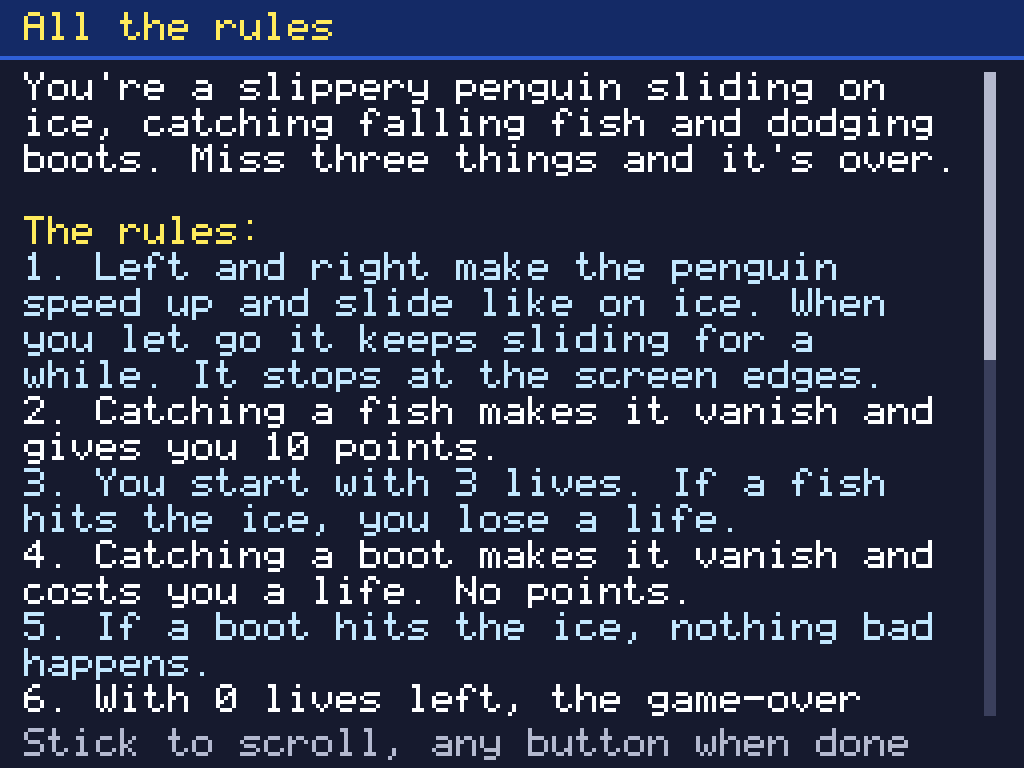 All the rules
You're a slippery penguin sliding on
ice, catching falling fish and dodging
boots. Miss three things and it's over.
The rules:
1. Left and right make the penguin
speed up and slide like on ice. When
you let go it keeps sliding for a
while. It stops at the screen edges.
2. Catching a fish makes it vanish and
gives you 10 points.
3. You start with 3 lives. If a fish
hits the ice, you lose a life.
4. Catching a boot makes it vanish and
costs you a life. No points.
5. If a boot hits the ice, nothing bad
happens.
6. With 0 lives left, the game-over
Stick to scroll, any button when done